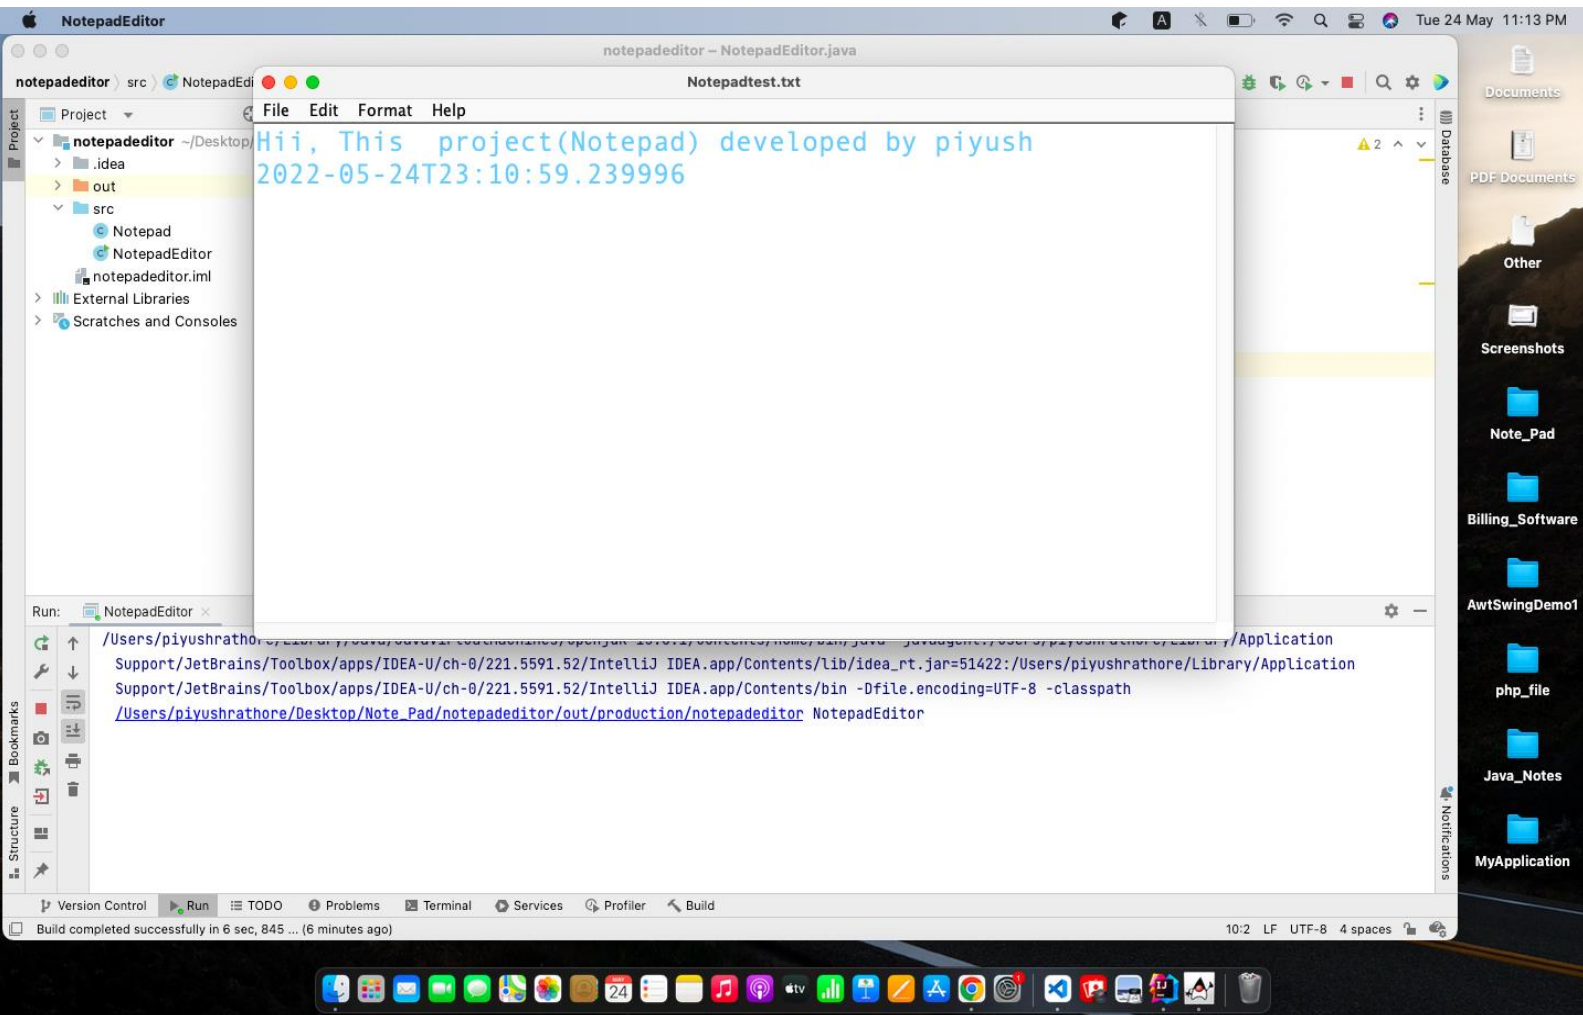 NotepadEditor
Tue 24 May 11:13 PM
notepadeditor – NotepadEditor.java
notepadeditor src NotepadEdi
Notepadtest.txt
File Edit Format Help
Project
Hii, This  project(Notepad) developed by piyush
2022-05-24T23:10:59.239996
Project
notepadeditor ~/Desktop/
.idea
out
src
Notepad
NotepadEditor
notepadeditor.iml
External Libraries
Scratches and Consoles
2
Database
Documents
PDF Documents
Other
Screenshots
Note_Pad
Billing_Software
AwtSwingDemo1
php_file
Java_Notes
MyApplication
Run: NotepadEditor
/Application
Support/JetBrains/Toolbox/apps/IDEA-U/ch-0/221.5591.52/IntelliJ IDEA.app/Contents/lib/idea_rt.jar=51422:/Users/piyushrathore/Library/Application
Support/JetBrains/Toolbox/apps/IDEA-U/ch-0/221.5591.52/IntelliJ IDEA.app/Contents/bin -Dfile.encoding=UTF-8 -classpath
/Users/piyushrathore/Desktop/Note_Pad/notepadeditor/out/production/notepadeditor NotepadEditor
Bookmarks
Structure
Notifications
Version Control Run TODO Problems Terminal Services Profiler Build
Build completed successfully in 6 sec, 845 ... (6 minutes ago)
10:2 LF UTF-8 4 spaces
MAY
24
tv
1